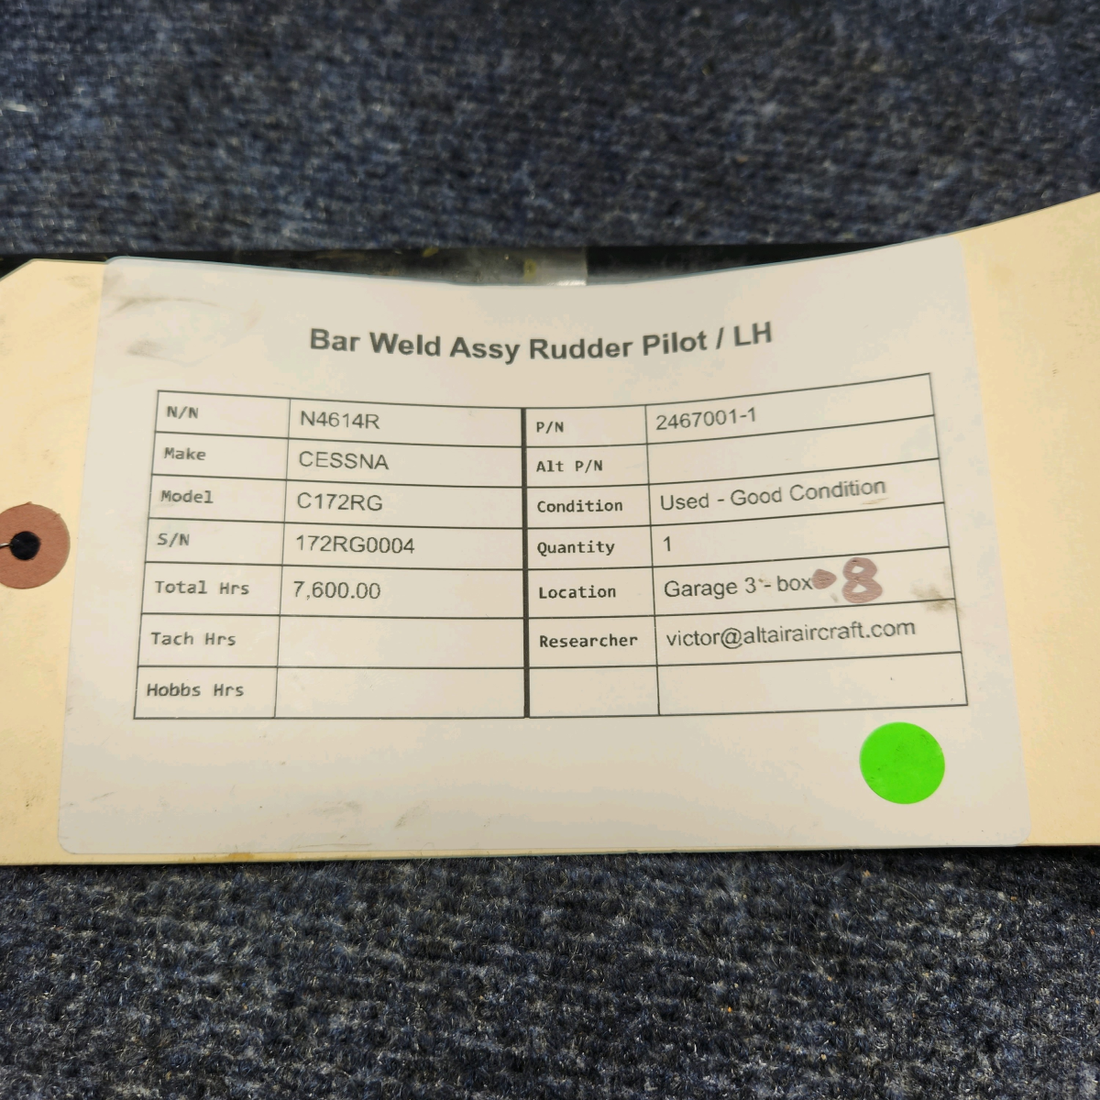 Bar Weld Assy Rudder Pilot / LH
N/N N4614R P/N 2467001-1
Make CESSNA Alt P/N
Model C172RG Condition Used - Good Condition
S/N 172RG0004 Quantity 1
Total Hrs 7,600.00 Location Garage 3 - box 8
Tach Hrs Researcher victor@altairaircraft.com
Hobbs Hrs